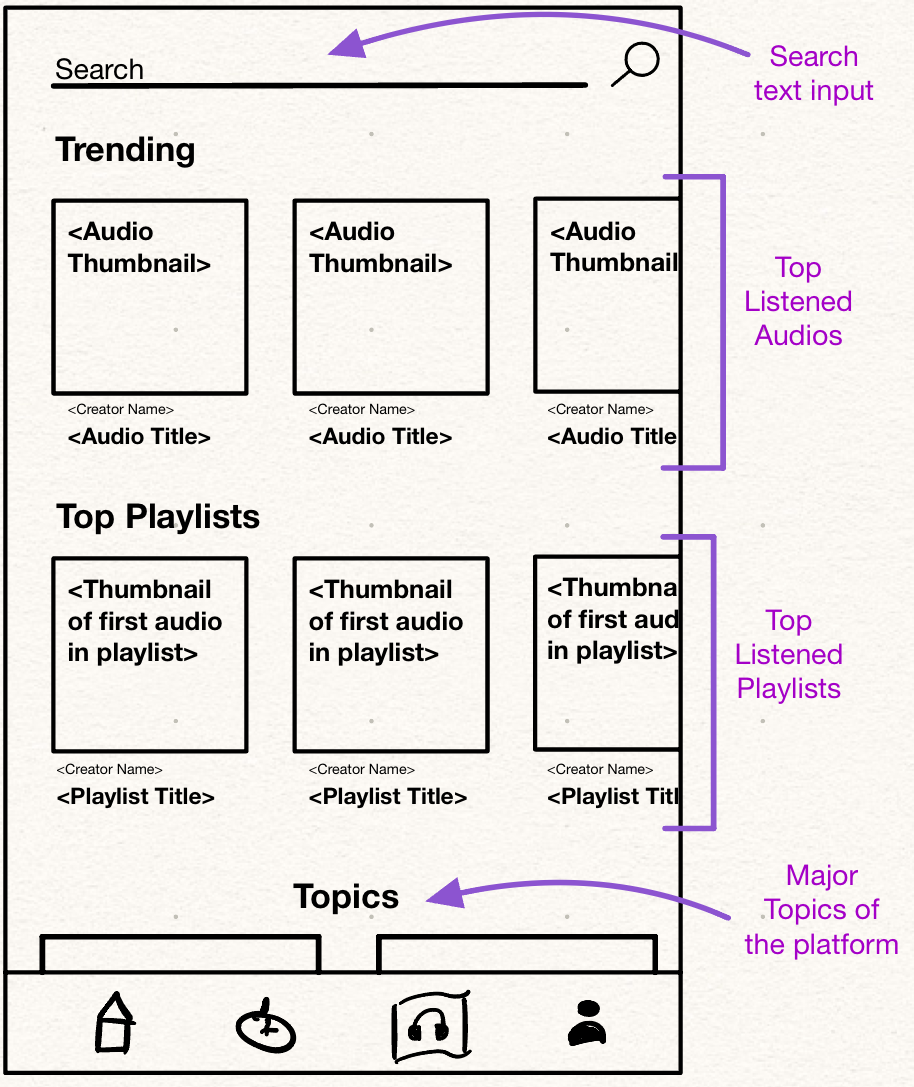 Search
Search
text input
Trending
<Audio
Thumbnail>
<Audio
Thumbnail>
<Audio
Thumbnail
<Creator Name>
<Audio Title>
<Creator Name>
<Audio Title>
<Creator Name>
<Audio Title
Top
Listened
Audios
Top Playlists
<Thumbnail
of first audio
in playlist>
<Thumbnail
of first audio
in playlist>
<Thumbna
of first aud
in playlist>
<Creator Name>
<Playlist Title>
<Creator Name>
<Playlist Title>
<Creator Name>
<Playlist Titl
Top
Listened
Playlists
Topics
Major
Topics of
the platform